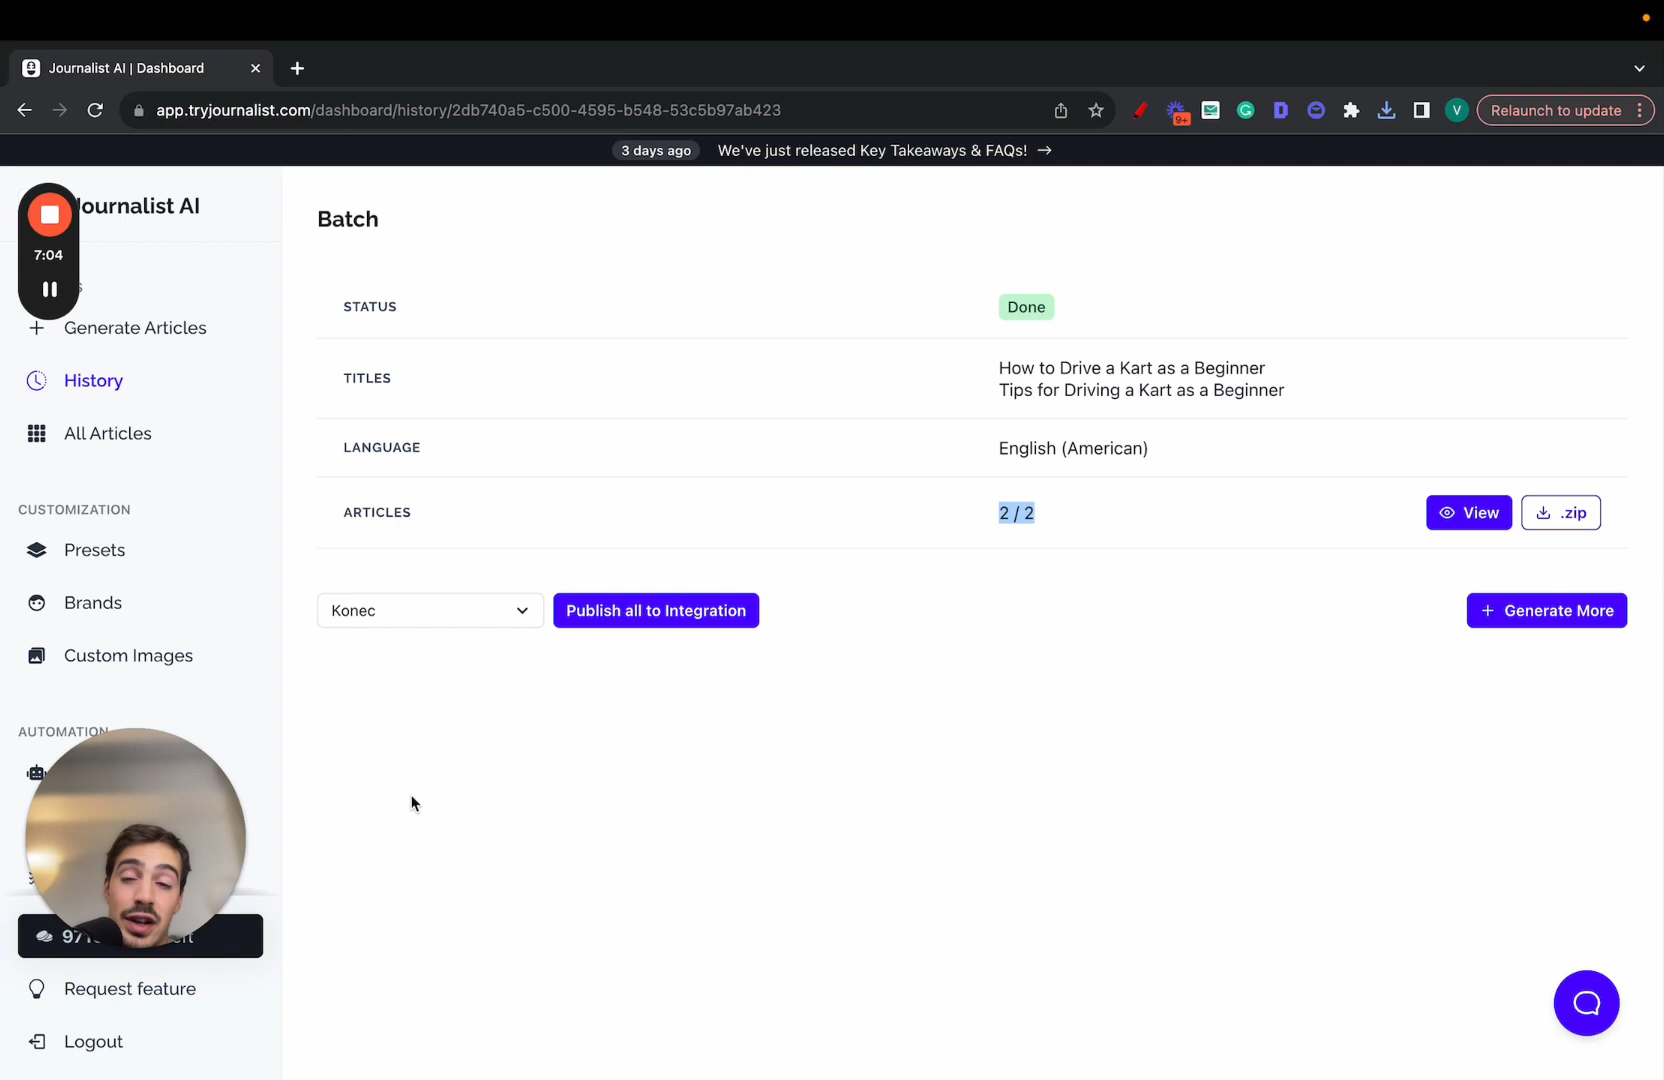 Journalist AI | Dashboard
app.tryjournalist.com/dashboard/history/2db740a5-c500-4595-b548-53c5b97ab423
9+
V
Relaunch to update
3 days ago We've just released Key Takeaways & FAQs! →
Journalist AI
7:04
Generate Articles
History
All Articles
CUSTOMIZATION
Presets
Brands
Custom Images
AUTOMATION
Request feature
Logout
Batch
STATUS Done
TITLES How to Drive a Kart as a Beginner
Tips for Driving a Kart as a Beginner
LANGUAGE English (American)
ARTICLES 2 / 2 View .zip
Konec Publish all to Integration + Generate More